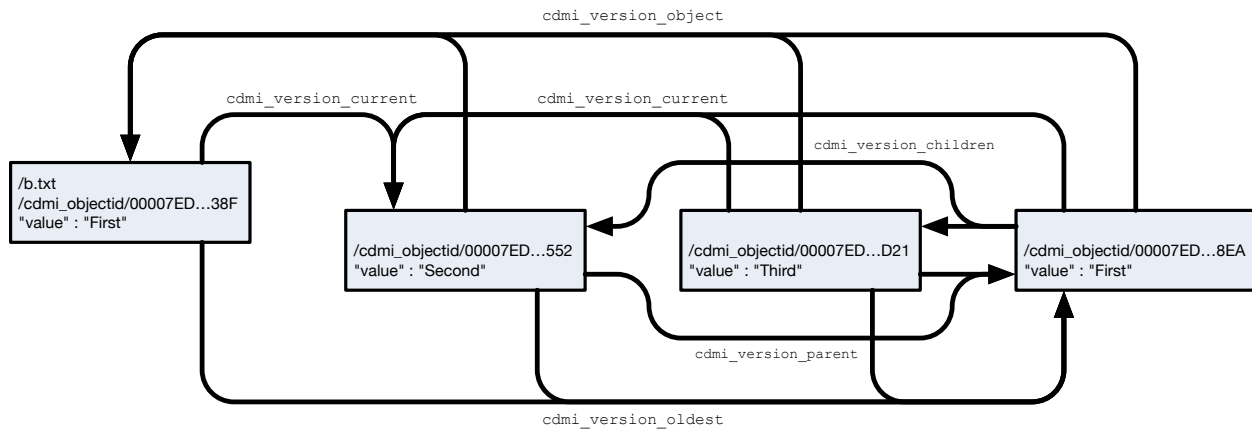 cdmi_version_object
cdmi_version_current
cdmi_version_current
cdmi_version_children
/b.txt
/cdmi_objectid/00007ED…38F
"value" : "First"
/cdmi_objectid/00007ED…552
"value" : "Second"
/cdmi_objectid/00007ED…D21
"value" : "Third"
/cdmi_objectid/00007ED…8EA
"value" : "First"
cdmi_version_parent
cdmi_version_oldest